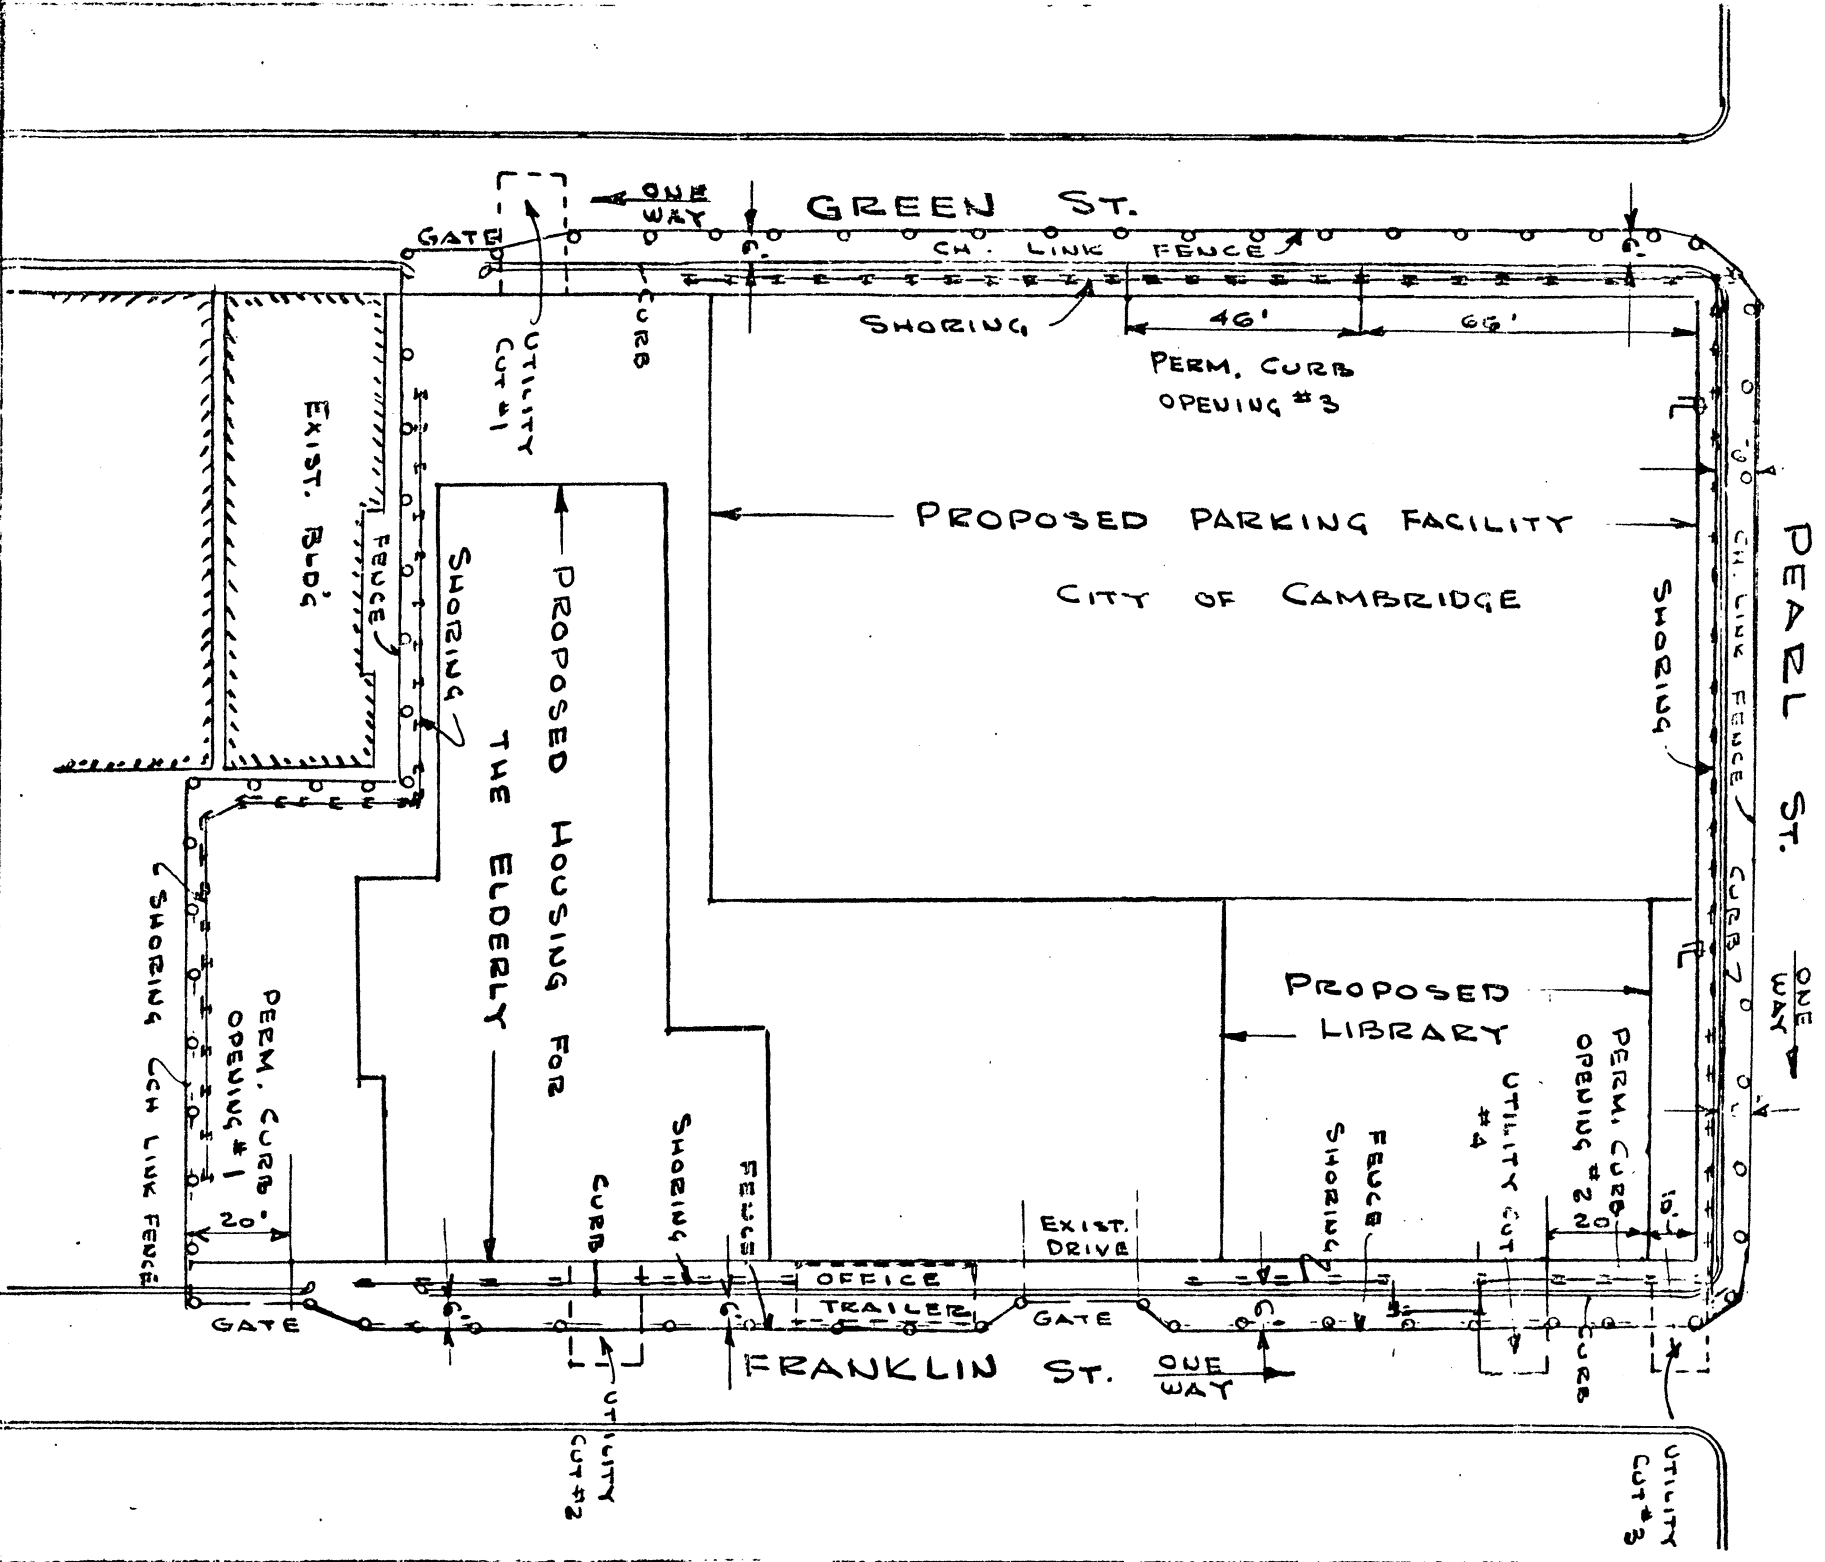 GREEN ST.
ONE
WAY
GATE
6'
CH. LINK FENCE
6'
CURB
SHORING
46'
66'
UTILITY
CUT #1
PERM. CURB
OPENING #3
EXIST. BLD'G
FENCE
SHORING
PROPOSED PARKING FACILITY
CITY OF CAMBRIDGE
PROPOSED HOUSING FOR
THE ELDERLY
SHORING
CH. LINK FENCE
CURB
PEARL ST.
ONE
WAY
PROPOSED
LIBRARY
SHORING
CH LINK FENCE
PERM. CURB
OPENING #1
20'
CURB
SHORING
FENCE
EXIST.
DRIVE
SHORING
FENCE
UTILITY CUT
#4
PERM. CURB
OPENING #2
20
10'
OFFICE
TRAILER
GATE
6'
6'
GATE
6'
CURB
FRANKLIN ST.
ONE
WAY
UTILITY
CUT #2
UTILITY
CUT #3